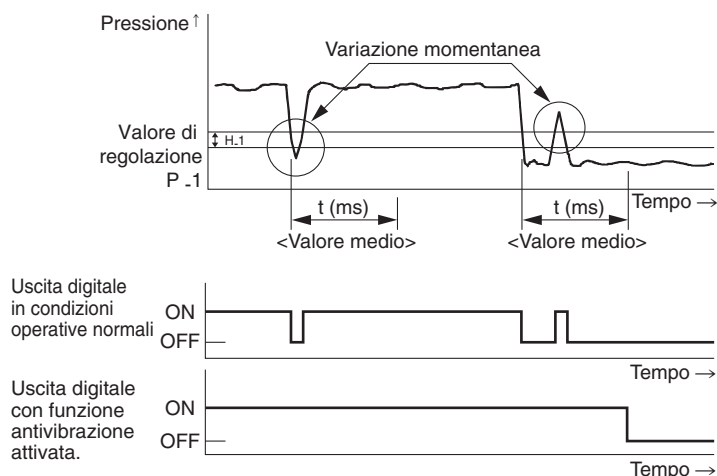 Pressione ↑
Variazione momentanea
Valore di
regolazione
P_1
H_1
Tempo →
t (ms)
t (ms)
<Valore medio>
<Valore medio>
Uscita digitale
in condizioni
operative normali
ON
OFF
Tempo →
Uscita digitale
con funzione
antivibrazione
attivata.
ON
OFF
Tempo →